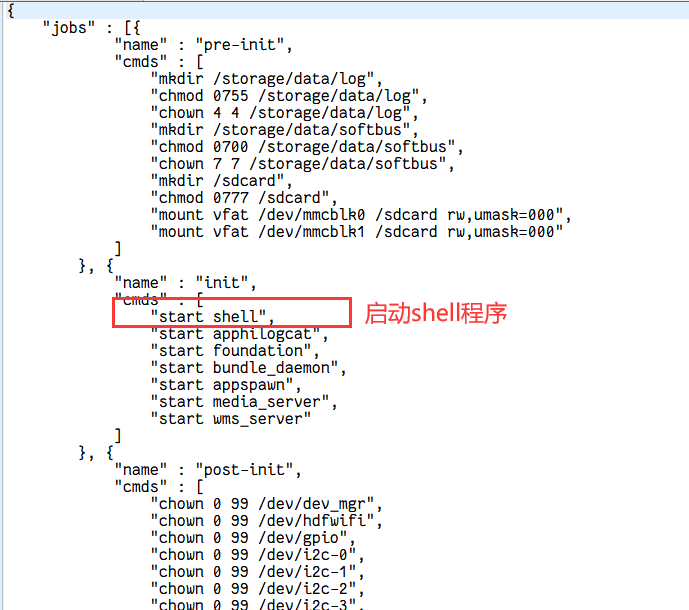 {
"jobs" : [{
"name" : "pre-init",
"cmds" : [
"mkdir /storage/data/log",
"chmod 0755 /storage/data/log",
"chown 4 4 /storage/data/log",
"mkdir /storage/data/softbus",
"chmod 0700 /storage/data/softbus",
"chown 7 7 /storage/data/softbus",
"mkdir /sdcard",
"chmod 0777 /sdcard",
"mount vfat /dev/mmcblk0 /sdcard rw,umask=000",
"mount vfat /dev/mmcblk1 /sdcard rw,umask=000"
]
}, {
"name" : "init",
"cmds" : [
"start shell", 启动shell程序
"start apphilogcat",
"start foundation",
"start bundle_daemon",
"start appspawn",
"start media_server",
"start wms_server"
]
}, {
"name" : "post-init",
"cmds" : [
"chown 0 99 /dev/dev_mgr",
"chown 0 99 /dev/hdfwifi",
"chown 0 99 /dev/gpio",
"chown 0 99 /dev/i2c-0",
"chown 0 99 /dev/i2c-1",
"chown 0 99 /dev/i2c-2",
"chown 0 99 /dev/i2c-3",